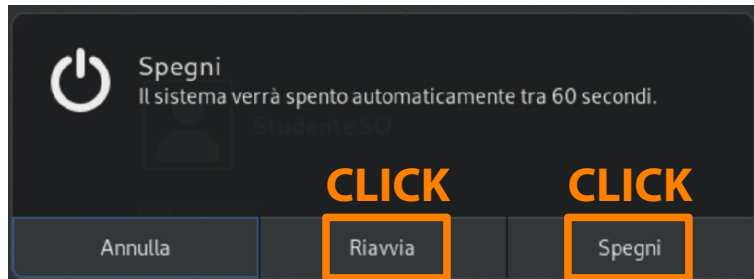 Spegni
Il sistema verrà spento automaticamente tra 60 secondi.
Studente SO
CLICK CLICK
Annulla Riavvia Spegni